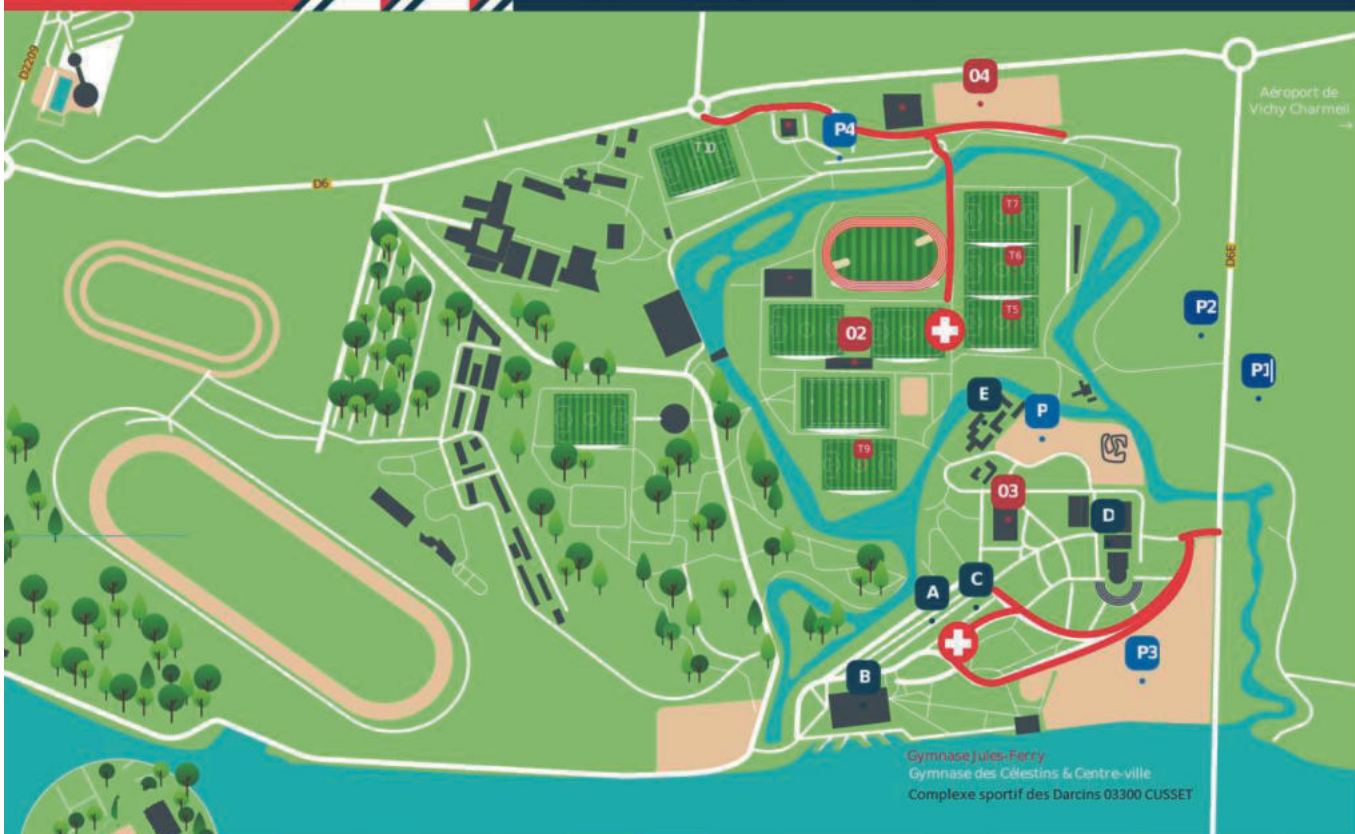 D2209
04
Aéroport de
Vichy Charmeil
→
P4
T10
D6
T7
T6
D6E
T5
P2
02
P1
E
P
T9
03
D
C
A
P3
B
Gymnase Jules-Ferry
Gymnase des Célestins & Centre-ville
Complexe sportif des Darcins 03300 CUSSET